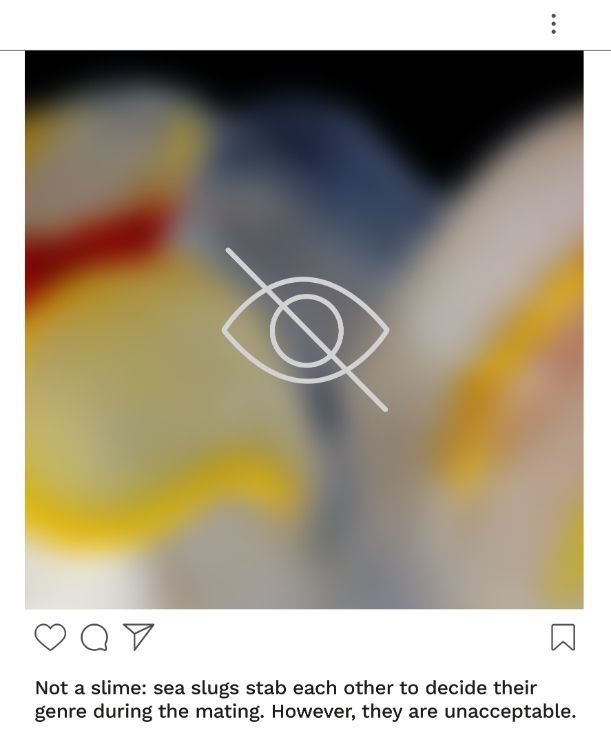 Not a slime: sea slugs stab each other to decide their
genre during the mating. However, they are unacceptable.